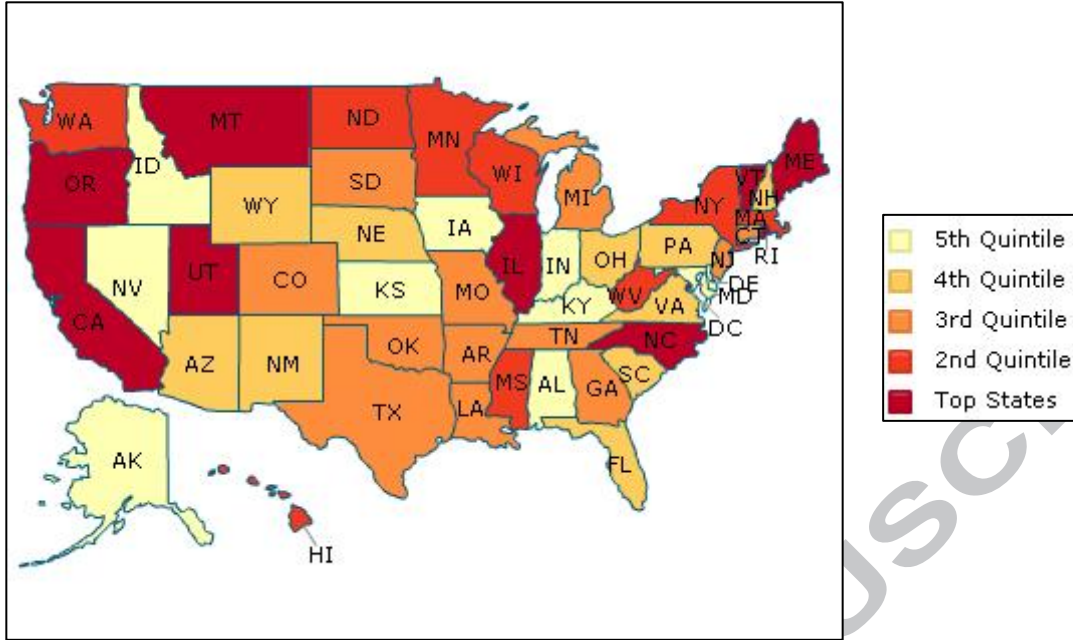 WA
MT
ND
MN
ME
ID
OR
SD
WI
MI
VT
NH
NY
MA
CT
RI
WY
IA
NE
PA
NJ
NV
UT
CO
KS
MO
IL
IN
OH
DE
MD
WV
VA
KY
DC
CA
AZ
NM
OK
AR
TN
NC
MS
AL
GA
SC
TX
LA
FL
AK
HI
5th Quintile
4th Quintile
3rd Quintile
2nd Quintile
Top States